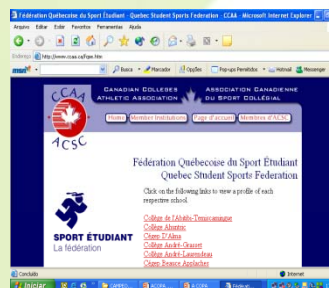 Fédération Québecoise du Sport Étudiant - Quebec Student Sports Federation - CCAA - Microsoft Internet Explorer
Arquivo Editar Exibir Favoritos Ferramentas Ajuda
Endereço http://www.ccaa.ca/fqse.htm
msn Busca Marcador Opções Pop-ups Permitidos Hotmail Messenger
CCAA
ACSC
CANADIAN COLLEGES ATHLETIC ASSOCIATION
ASSOCIATION CANADIENNE DU SPORT COLLÉGIAL
Home Member Institutions Page d'accueil Membres d'ACSC
Fédération Québecoise du Sport Étudiant
Quebec Student Sports Federation
Click on the following links to view a profile of each
respective school.
Collège de l'Abitibi-Temiscamingue
Collège Ahuntsic
Cégep D'Alma
Collège André-Grasset
Collège André-Laurendeau
Cégep Beauce Appalaches
SPORT ÉTUDIANT
La fédération
Concluído Internet
Iniciar